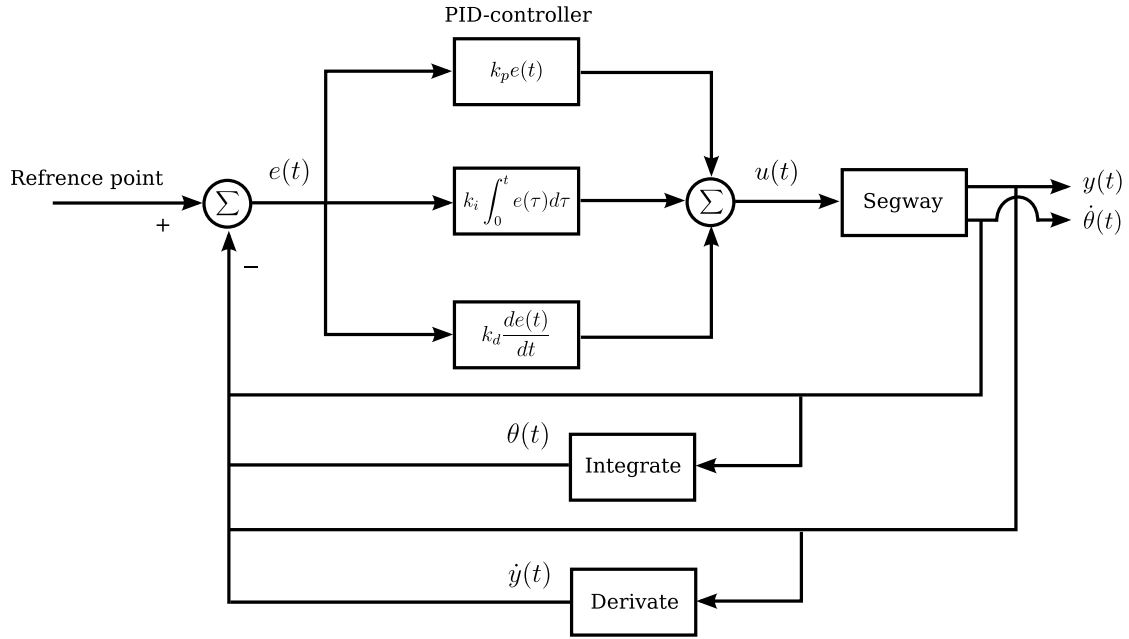 PID-controller
k_p e(t)
Refrence point
+
−
∑
e(t)
k_i ∫_0^t e(τ)dτ
∑
u(t)
Segway
y(t)
θ̇(t)
k_d de(t)/dt
θ(t)
Integrate
ẏ(t)
Derivate